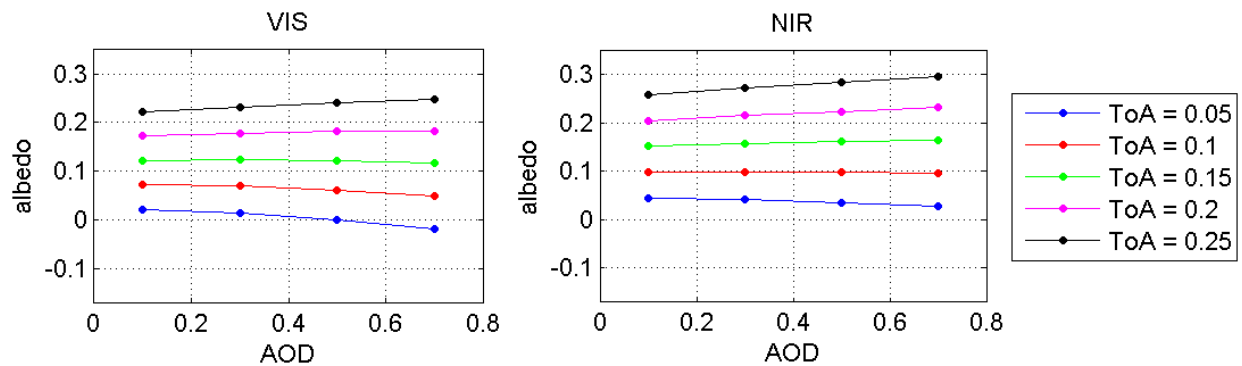 VIS
0.3
0.2
0.1
0
-0.1
albedo
0
0.2
0.4
0.6
0.8
AOD
NIR
0.3
0.2
0.1
0
-0.1
albedo
0
0.2
0.4
0.6
0.8
AOD
ToA = 0.05
ToA = 0.1
ToA = 0.15
ToA = 0.2
ToA = 0.25